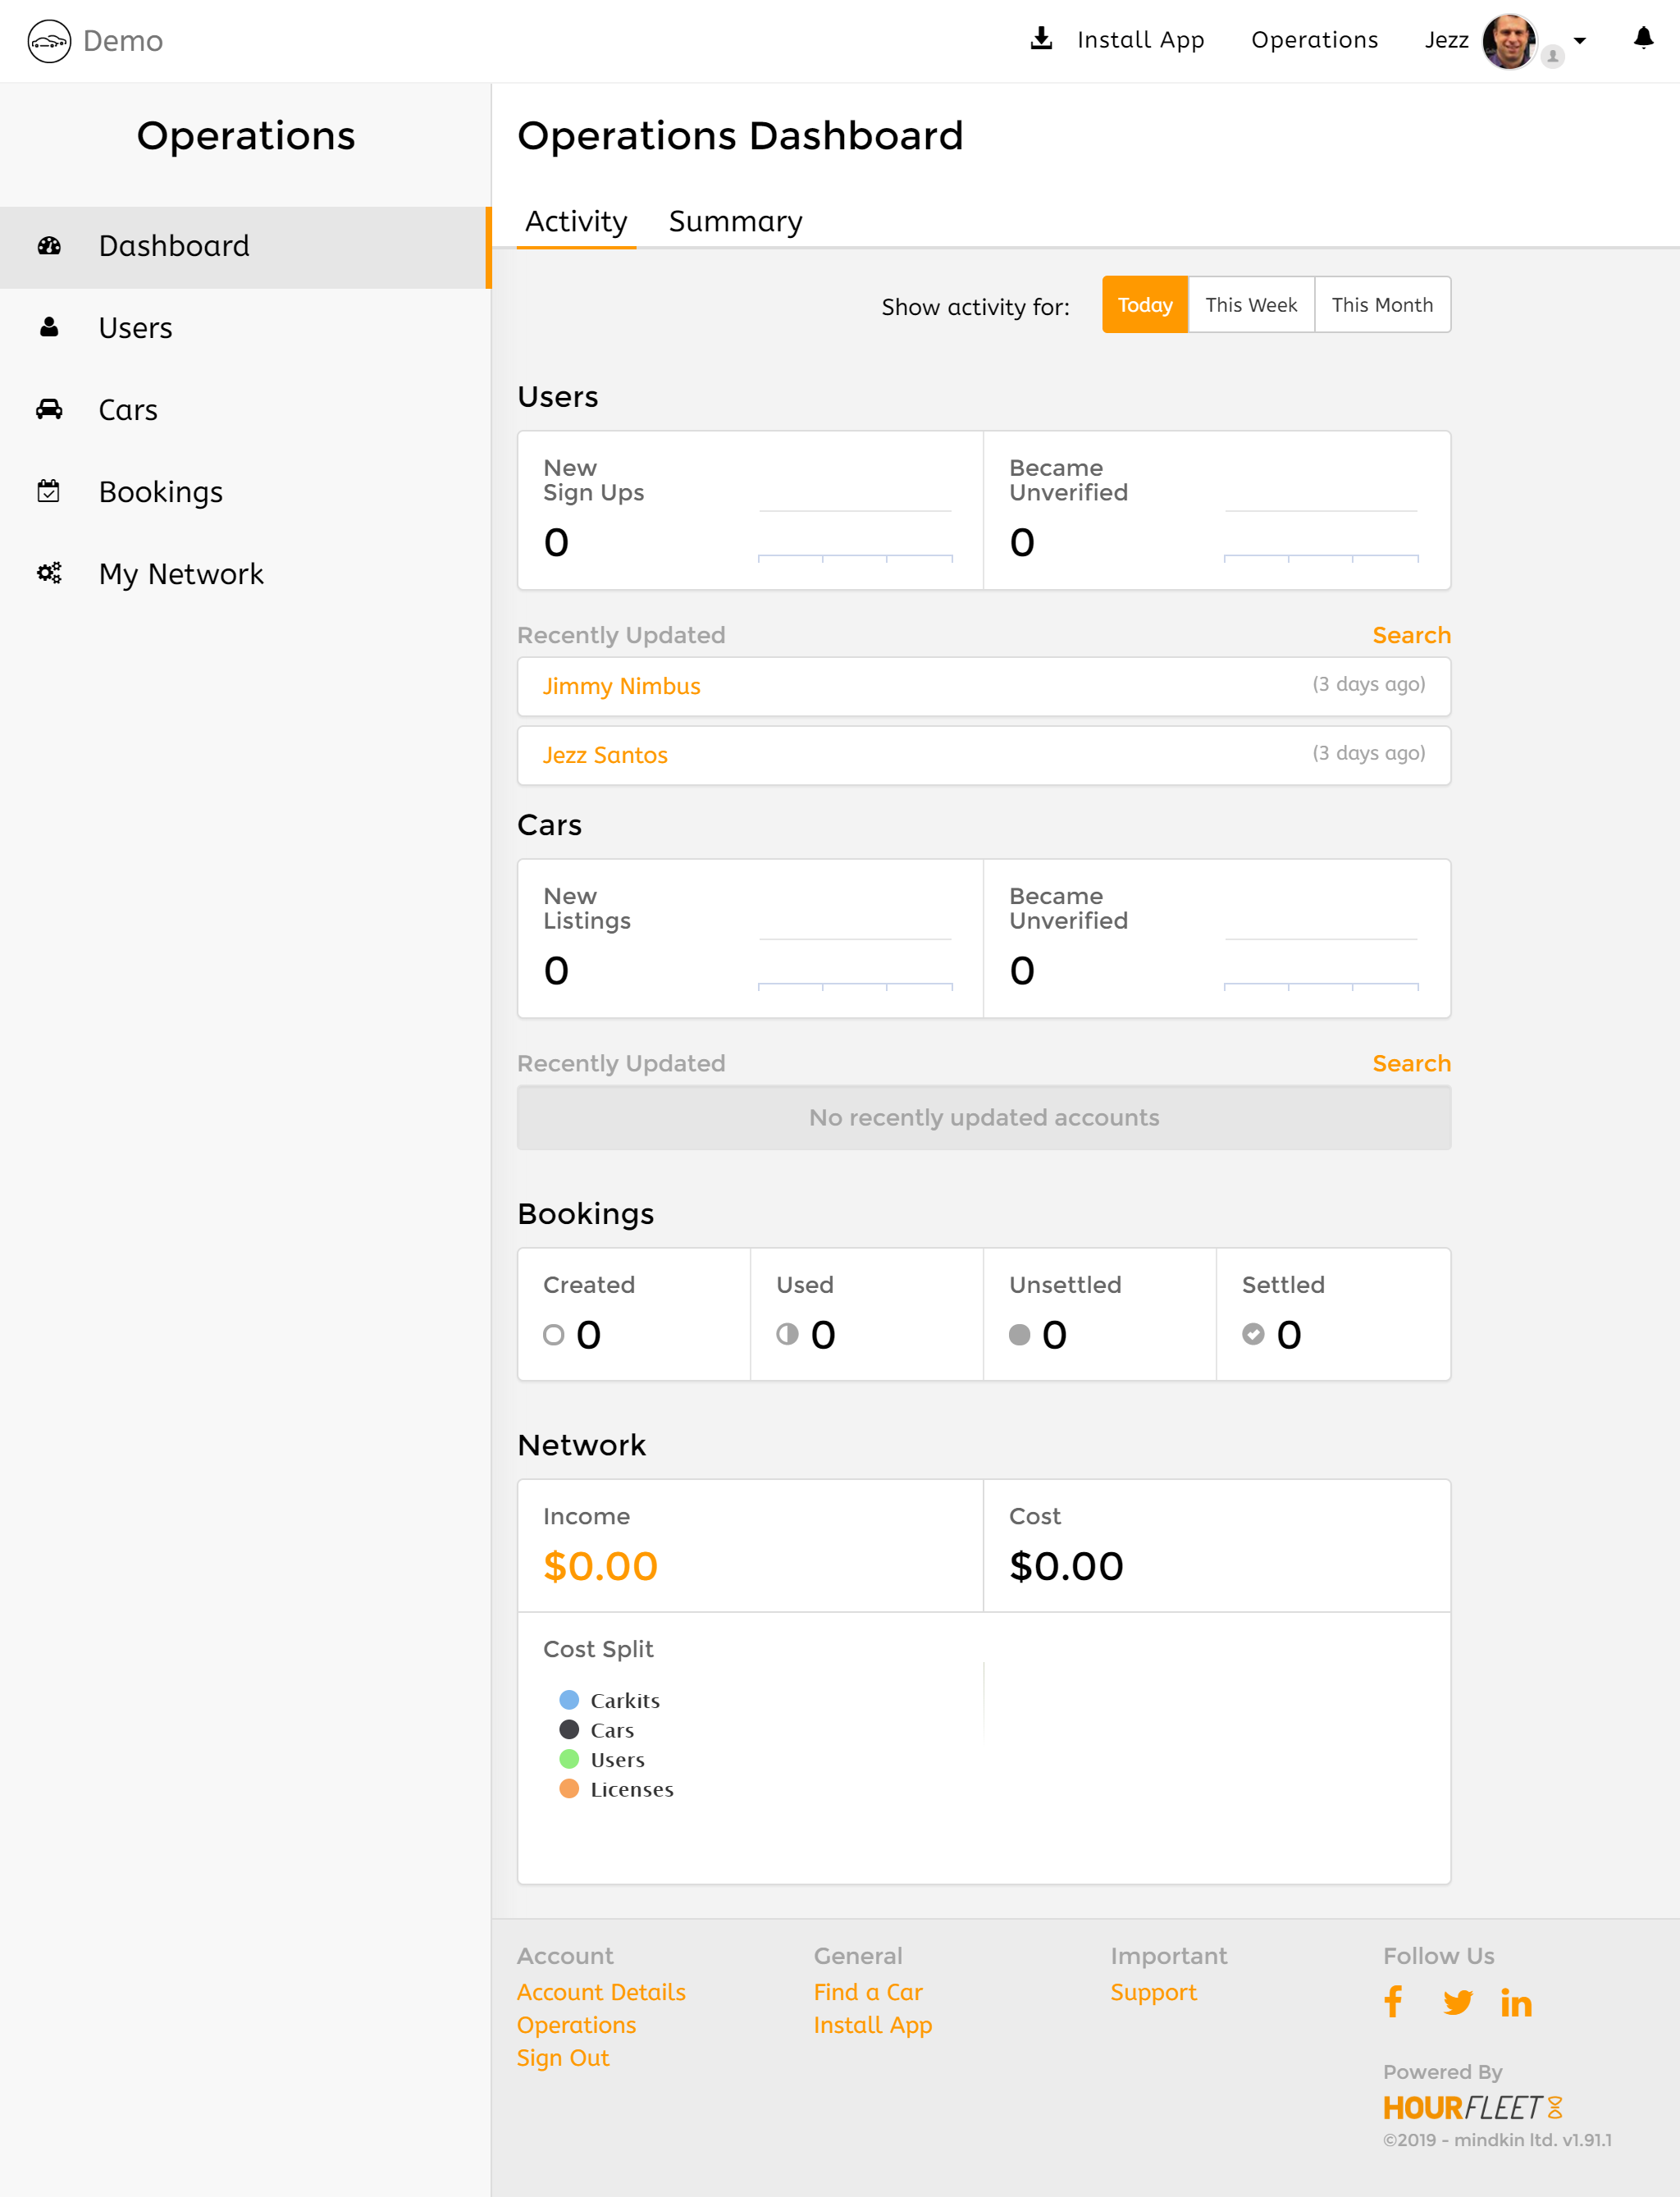 Demo
Install App
Operations
Jezz
Operations
Dashboard
Users
Cars
Bookings
My Network
Operations Dashboard
Activity
Summary
Show activity for:
Today
This Week
This Month
Users
New
Sign Ups
0
Became
Unverified
0
Recently Updated
Search
Jimmy Nimbus
(3 days ago)
Jezz Santos
(3 days ago)
Cars
New
Listings
0
Became
Unverified
0
Recently Updated
Search
No recently updated accounts
Bookings
Created
0
Used
0
Unsettled
0
Settled
0
Network
Income
$0.00
Cost
$0.00
Cost Split
Carkits
Cars
Users
Licenses
Account
Account Details
Operations
Sign Out
General
Find a Car
Install App
Important
Support
Follow Us
Powered By
HOURFLEET
©2019 - mindkin ltd. v1.91.1